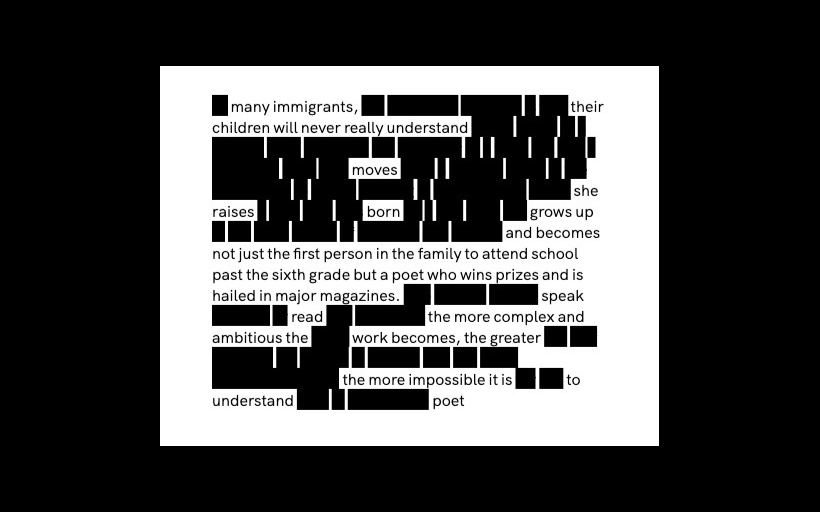 many immigrants, their
children will never really understand
moves
she
raises born grows up
and becomes
not just the first person in the family to attend school
past the sixth grade but a poet who wins prizes and is
hailed in major magazines. speak
read the more complex and
ambitious the work becomes, the greater
the more impossible it is to
understand poet